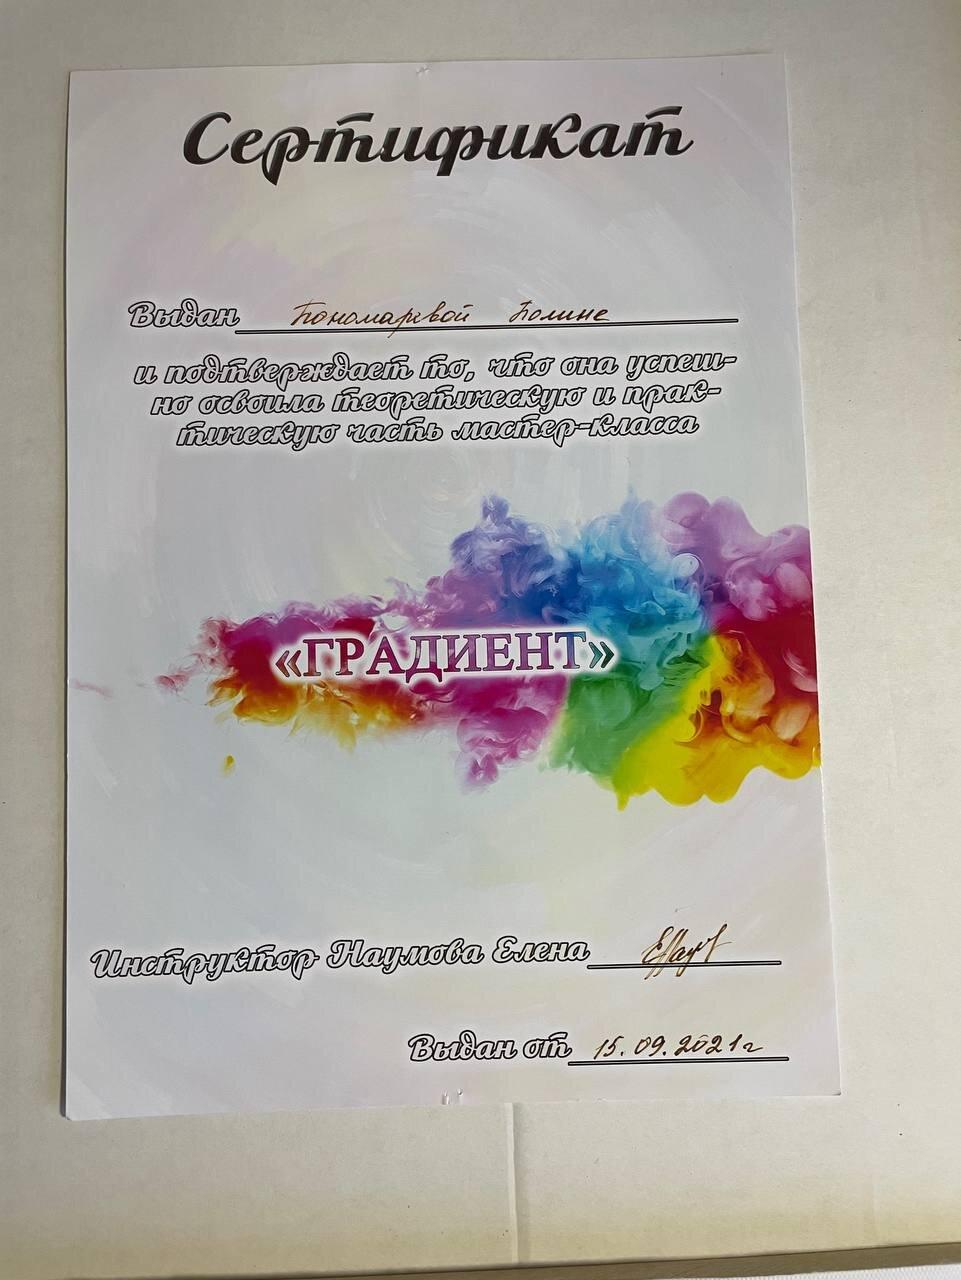 Сертификат
Выдан Пономаревой Полине
и подтверждает то, что она успеш-
но освоила теоретическую и прак-
тическую часть мастер-класса
«ГРАДИЕНТ»
Инструктор Наумова Елена
Выдан от 15.09.2021г